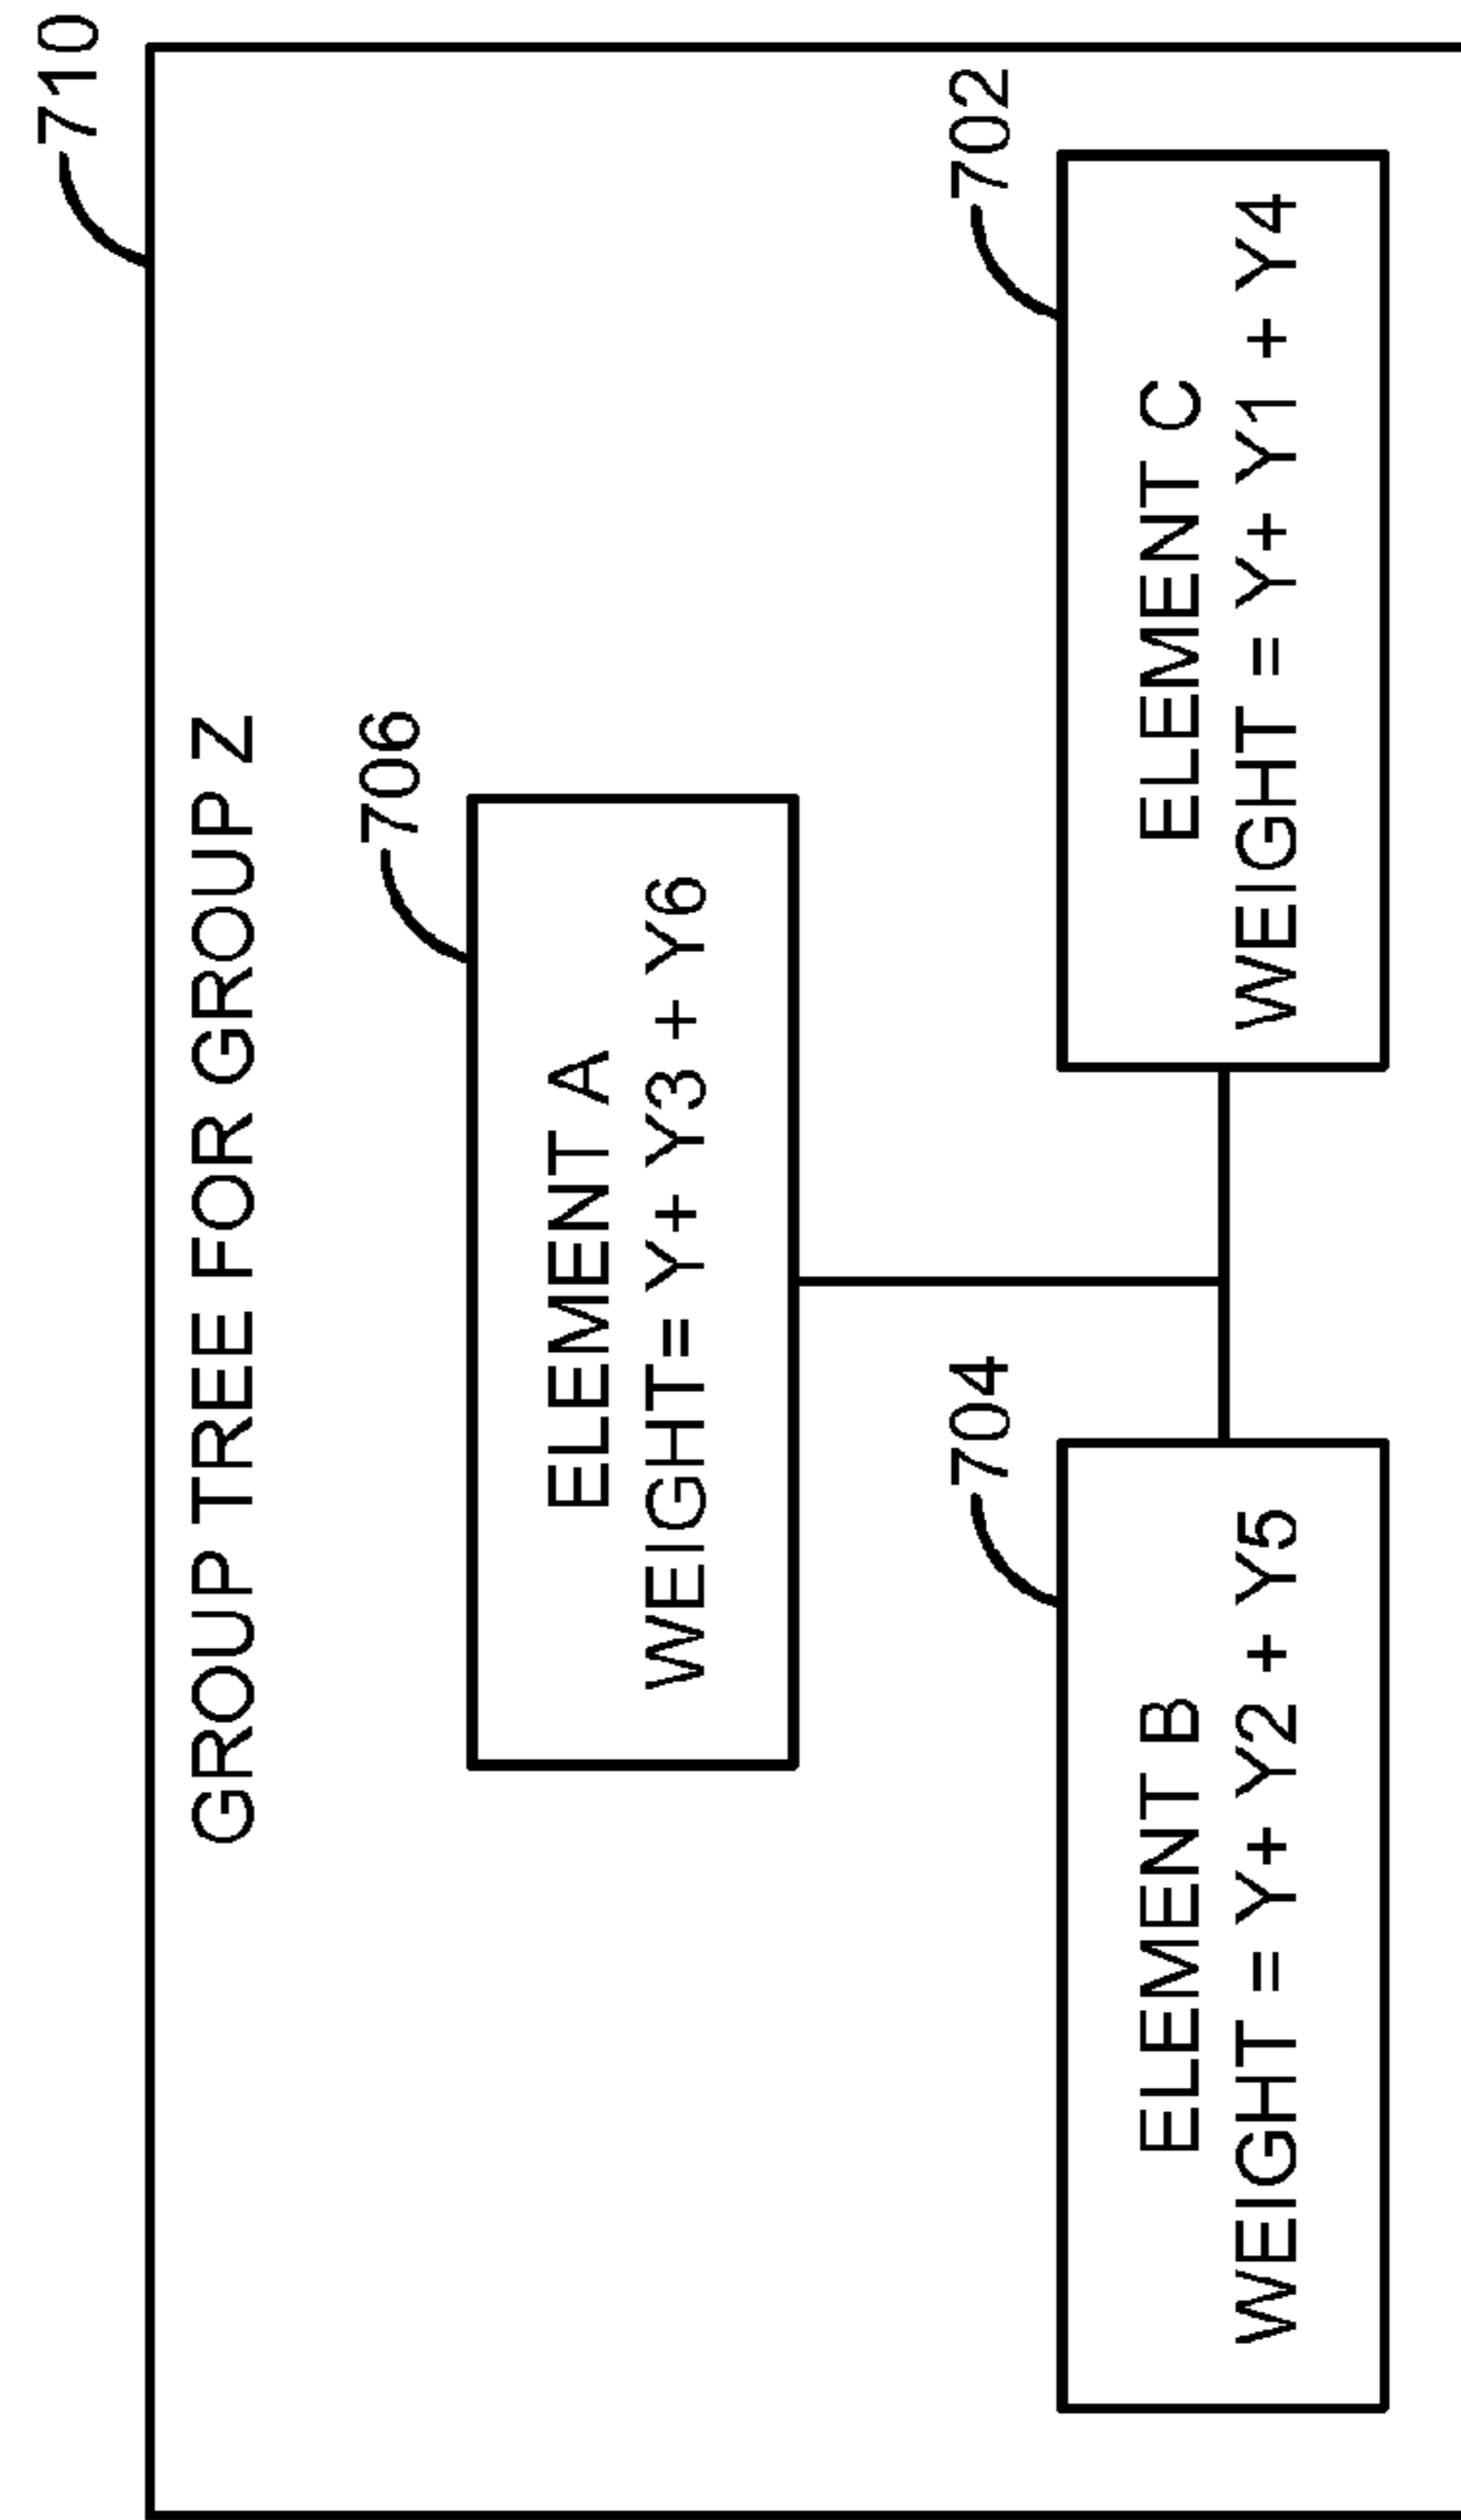 710
GROUP TREE FOR GROUP Z
706
ELEMENT A
WEIGHT= Y+ Y3 + Y6
704
ELEMENT B
WEIGHT = Y+ Y2 + Y5
702
ELEMENT C
WEIGHT = Y+ Y1 + Y4